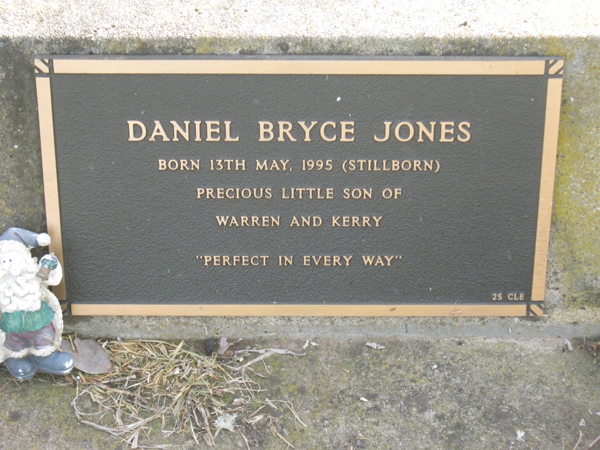 DANIEL BRYCE JONES
BORN 13TH MAY, 1995 (STILLBORN)
PRECIOUS LITTLE SON OF
WARREN AND KERRY
"PERFECT IN EVERY WAY"
25 CLE